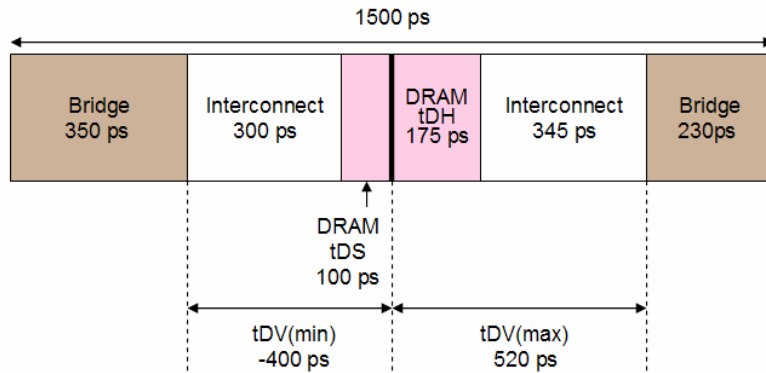 1500 ps
Bridge
350 ps
Interconnect
300 ps
DRAM
tDH
175 ps
Interconnect
345 ps
Bridge
230ps
DRAM
tDS
100 ps
tDV(min)
-400 ps
tDV(max)
520 ps